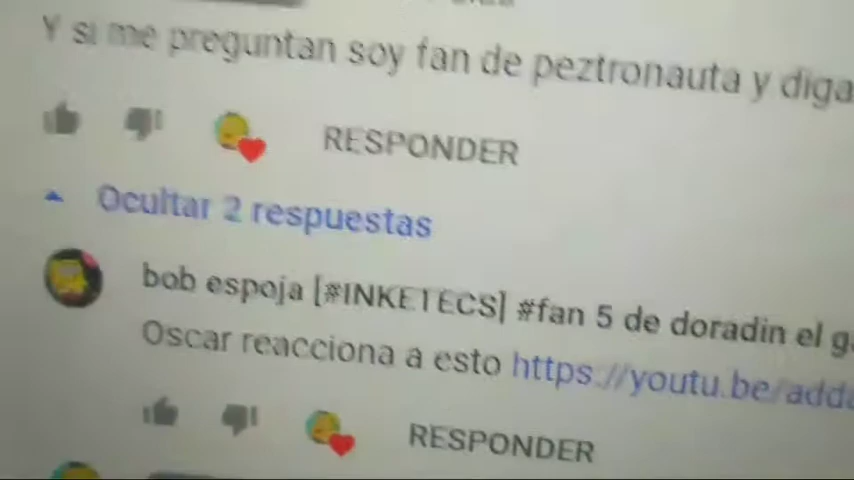 Y si me preguntan soy fan de peztronauta y diga
RESPONDER
Ocultar 2 respuestas
bob espoja [#INKETECS] #fan 5 de doradin el g
Oscar reacciona a esto https://youtu.be/adda
RESPONDER